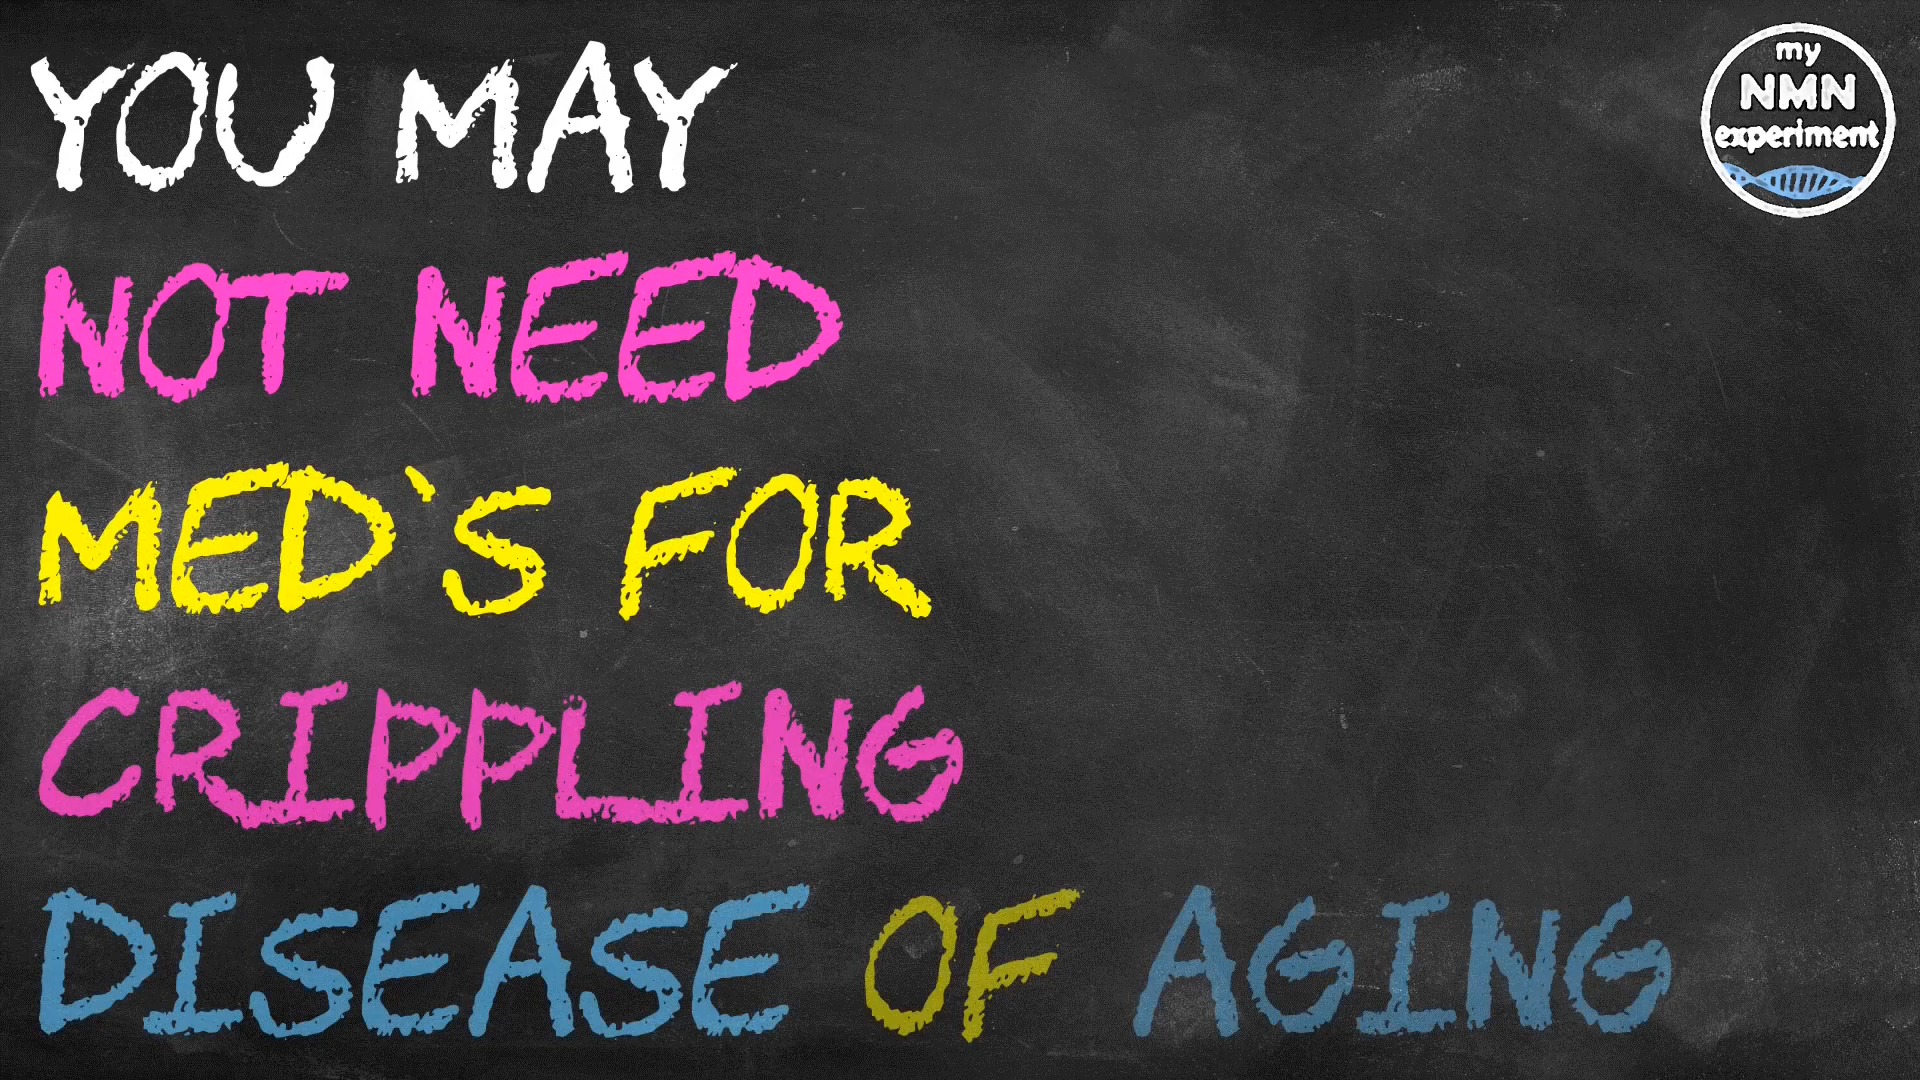 YOU MAY
NOT NEED
MED`S FOR
CRIPPLING
DISEASE OF AGING
my
NMN
experiment